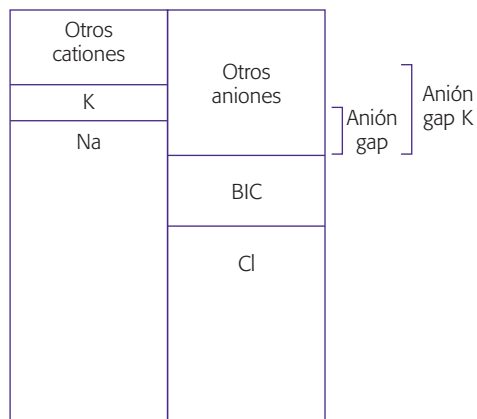 Otros
cationes
K
Na
Otros
aniones
BIC
Cl
Anión
gap
Anión
gap K